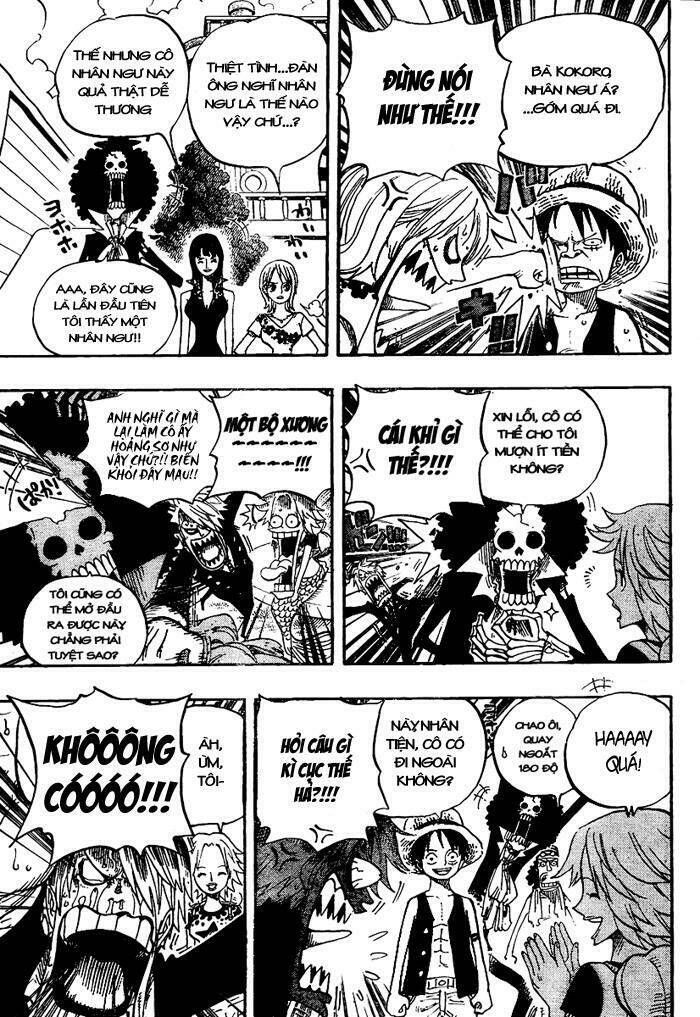 BÀ KOKORO,
NHÂN NGƯ Á?
...GỚM QUÁ ĐI.
ĐỪNG NÓI
NHƯ THẾ!!!
THIỆT TÌNH...ĐÀN
ÔNG NGHĨ NHÂN
NGƯ LÀ THẾ NÀO
VẬY CHỨ...?
THẾ NHƯNG CÔ
NHÂN NGƯ NÀY
QUẢ THẬT DỄ
THƯƠNG
AAA, ĐÂY CŨNG
LÀ LẦN ĐẦU TIÊN
TÔI THẤY MỘT
NHÂN NGƯ!!
XIN LỖI, CÔ CÓ
THỂ CHO TÔI
MƯỢN ÍT TIỀN
KHÔNG?
CÁI KHỈ GÌ
THẾ?!!!
MỘT BỘ XƯƠNG
~~~~~~
~~~!!!
ANH NGHĨ GÌ MÀ
LẠI LÀM CÔ ẤY
HOẢNG SỢ NHƯ
VẬY CHỨ?!! BIẾN
KHỎI ĐÂY MAU!!
ぱかっ
TÔI CŨNG CÓ
THỂ MỞ ĐẦU
RA ĐƯỢC NÀY
CHẲNG PHẢI
TUYỆT SAO?
HAAAAY
QUÁ!
CHAO ÔI,
QUAY
NGOẮT
180 ĐỘ
NÀY, NHÂN
TIỆN, CÔ CÓ
ĐI NGOÀI
KHÔNG?
HỎI CÂU GÌ
KÌ CỤC THẾ
HẢ?!!!
ÀH,
ỪM,
TÔI-
KHÔÔÔNG
CÓÓÓÓ!!!